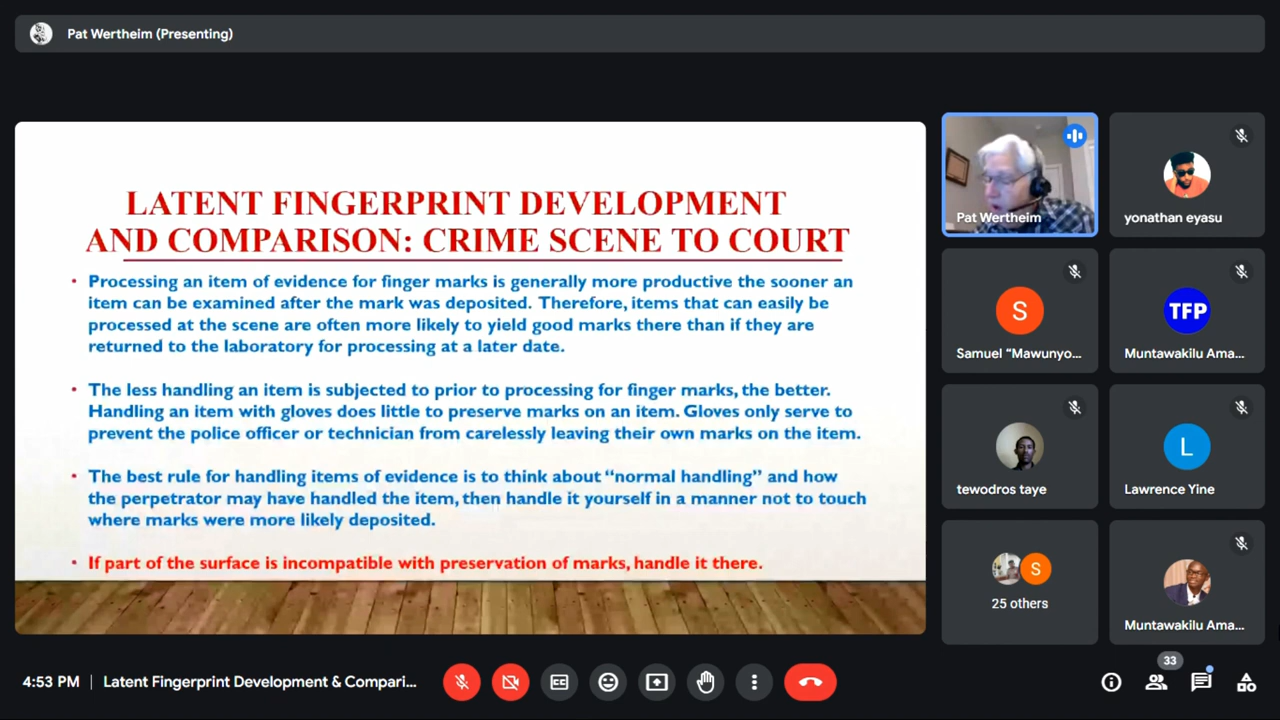 Pat Wertheim (Presenting)
LATENT FINGERPRINT DEVELOPMENT
AND COMPARISON: CRIME SCENE TO COURT
• Processing an item of evidence for finger marks is generally more productive the sooner an
item can be examined after the mark was deposited. Therefore, items that can easily be
processed at the scene are often more likely to yield good marks there than if they are
returned to the laboratory for processing at a later date.
• The less handling an item is subjected to prior to processing for finger marks, the better.
Handling an item with gloves does little to preserve marks on an item. Gloves only serve to
prevent the police officer or technician from carelessly leaving their own marks on the item.
• The best rule for handling items of evidence is to think about “normal handling” and how
the perpetrator may have handled the item, then handle it yourself in a manner not to touch
where marks were more likely deposited.
• If part of the surface is incompatible with preservation of marks, handle it there.
Pat Wertheim
yonathan eyasu
S
Samuel “Mawunyo...
TFP
Muntawakilu Ama...
tewodros taye
L
Lawrence Yine
S
25 others
Muntawakilu Ama...
4:53 PM | Latent Fingerprint Development & Compari...
CC
33